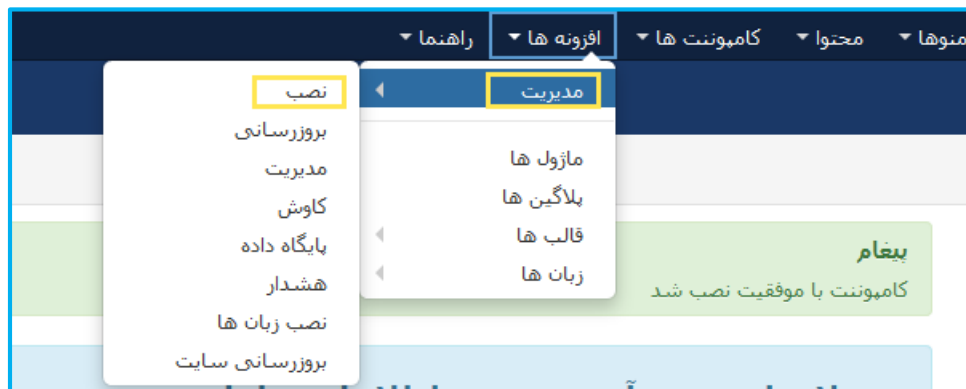 منوها
محتوا
کامپوننت ها
افزونه ها
راهنما
مدیریت
ماژول ها
پلاگین ها
قالب ها
زبان ها
نصب
بروزرسانی
مدیریت
کاوش
پایگاه داده
هشدار
نصب زبان ها
بروزرسانی سایت
پیغام
کامپوننت با موفقیت نصب شد